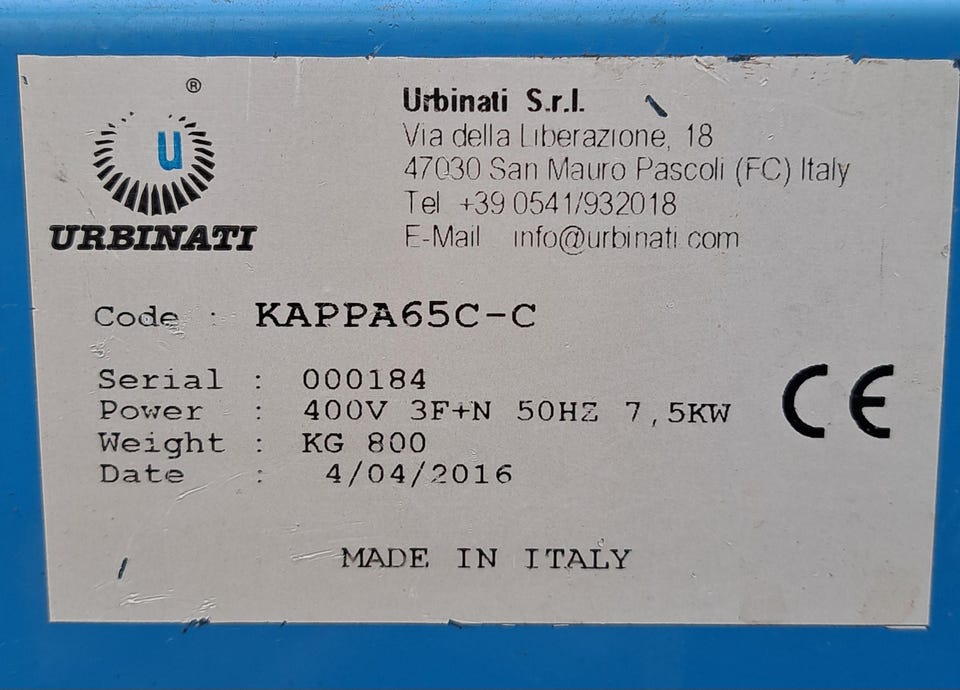 ®
u
URBINATI
Urbinati S.r.l.
Via della Liberazione, 18
47030 San Mauro Pascoli (FC) Italy
Tel +39 0541/932018
E-Mail info@urbinati.com
Code : KAPPA65C-C
Serial : 000184
Power : 400V 3F+N 50HZ 7,5KW
Weight : KG 800
Date : 4/04/2016
CE
MADE IN ITALY